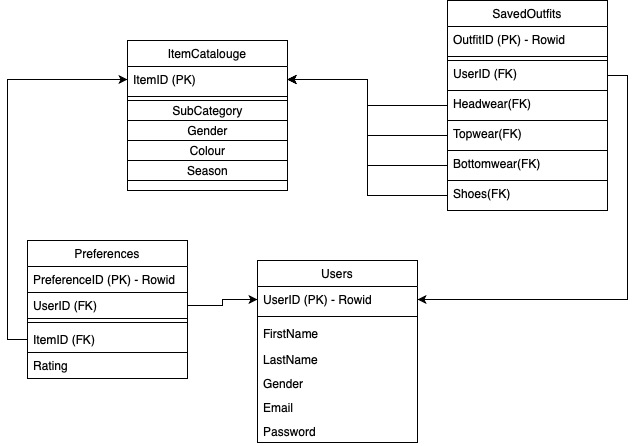 SavedOutfits
OutfitID (PK) - Rowid
UserID (FK)
Headwear(FK)
Topwear(FK)
Bottomwear(FK)
Shoes(FK)
ItemCatalouge
ItemID (PK)
SubCategory
Gender
Colour
Season
Preferences
PreferenceID (PK) - Rowid
UserID (FK)
ItemID (FK)
Rating
Users
UserID (PK) - Rowid
FirstName
LastName
Gender
Email
Password